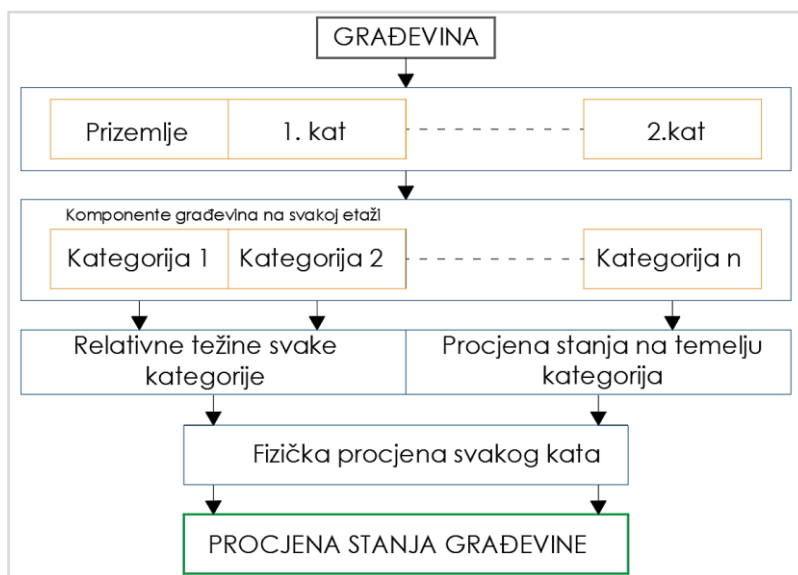 GRAĐEVINA
Prizemlje 1. kat 2.kat
Komponente građevina na svakoj etaži
Kategorija 1 Kategorija 2 Kategorija n
Relativne težine svake
kategorije
Procjena stanja na temelju
kategorija
Fizička procjena svakog kata
PROCJENA STANJA GRAĐEVINE